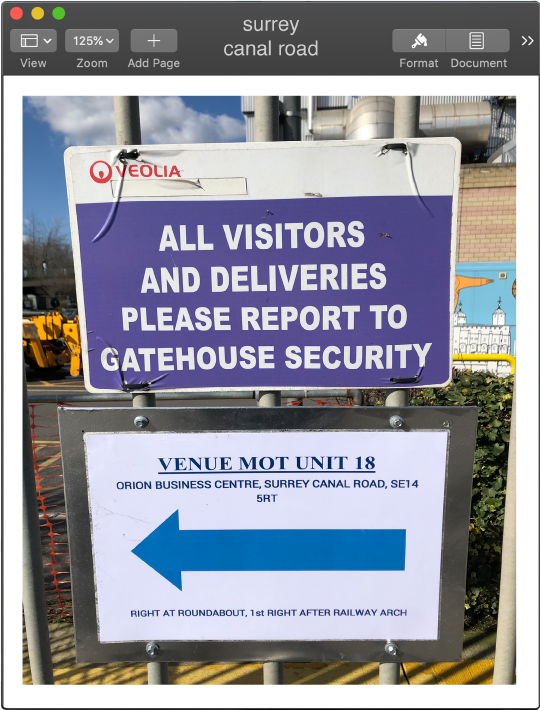 surrey
canal road
125%
View
Zoom
Add Page
Format
Document
VEOLIA
ALL VISITORS
AND DELIVERIES
PLEASE REPORT TO
GATEHOUSE SECURITY
VENUE MOT UNIT 18
ORION BUSINESS CENTRE, SURREY CANAL ROAD, SE14
5RT
RIGHT AT ROUNDABOUT, 1st RIGHT AFTER RAILWAY ARCH